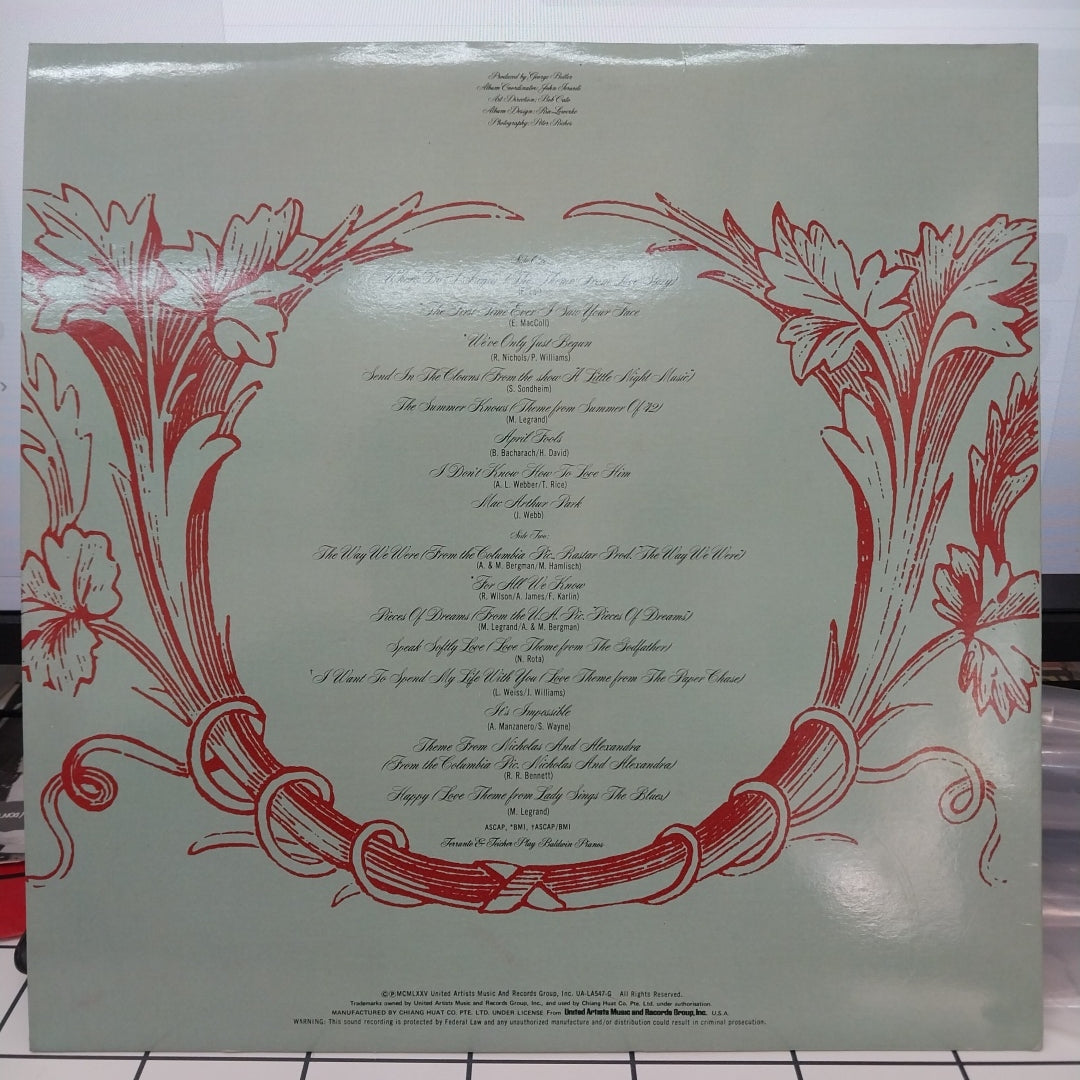 Produced by George Butler
Album Coordinator: John
Art Direction: Bob Cato
Album Design: Ria Lewerke
Photography: Peter
Side One:
Where Do I Begin (The Theme From Love Story)
*The First Time Ever I Saw Your Face
(E. MacColl)
*We've Only Just Begun
(R. Nichols/P. Williams)
Send In The Clowns (From the show "A Little Night Music")
(S. Sondheim)
The Summer Knows (Theme from Summer Of '42)
(M. Legrand)
April Fools
(B. Bacharach/H. David)
I Don't Know How To Love Him
(A. L. Webber/T. Rice)
Mac Arthur Park
(J. Webb)
Side Two:
The Way We Were (From the Columbia Pic., Rastar Prod. "The Way We Were")
(A. & M. Bergman/M. Hamlisch)
*For All We Know
(R. Wilson/A. James/F. Karlin)
Pieces Of Dreams (From the U.A. Pic. "Pieces Of Dreams")
(M. Legrand/A. & M. Bergman)
Speak Softly Love (Love Theme from The Godfather)
(N. Rota)
†I Want To Spend My Life With You (Love Theme from The Paper Chase)
(L. Weiss/J. Williams)
It's Impossible
(A. Manzanero/S. Wayne)
Theme From Nicholas And Alexandra
(From the Columbia Pic. Nicholas And Alexandra)
(R. R. Bennett)
Happy (Love Theme from Lady Sings The Blues)
(M. Legrand)
ASCAP, *BMI, †ASCAP/BMI
Ferrante & Teicher Play Baldwin Pianos
©℗MCMLXXV United Artists Music And Records Group, Inc. UA-LA547-G All Rights Reserved.
Trademarks owned by United Artists Music and Records Group, Inc., and used by Chiang Huat Co. Pte. Ltd. under authorisation.
MANUFACTURED BY CHIANG HUAT CO. PTE. LTD. UNDER LICENSE From United Artists Music and Records Group, Inc. U.S.A.
WARNING: This sound recording is protected by Federal Law and any unauthorized manufacture and/or distribution could result in criminal prosecution.